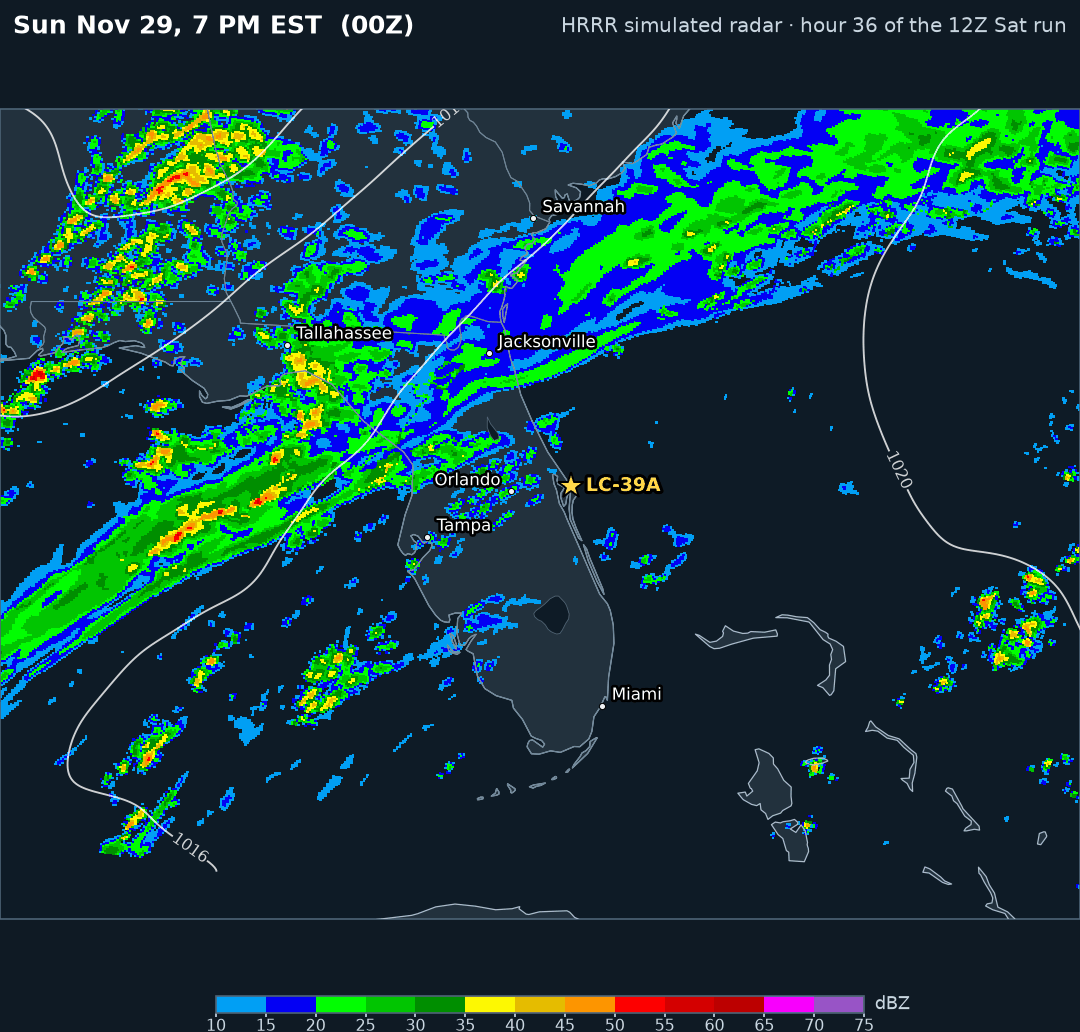 Sun Nov 29, 7 PM EST (00Z)
HRRR simulated radar · hour 36 of the 12Z Sat run
Savannah
Tallahassee
Jacksonville
1020
Orlando
LC-39A
Tampa
Miami
1016
dBZ
10 15 20 25 30 35 40 45 50 55 60 65 70 75